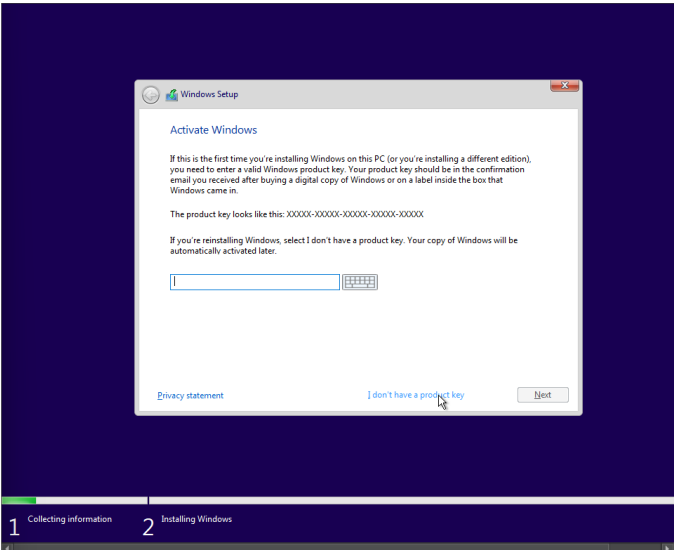 Windows Setup
Activate Windows
If this is the first time you're installing Windows on this PC (or you're installing a different edition),
you need to enter a valid Windows product key. Your product key should be in the confirmation
email you received after buying a digital copy of Windows or on a label inside the box that
Windows came in.
The product key looks like this: XXXXX-XXXXX-XXXXX-XXXXX-XXXXX
If you're reinstalling Windows, select I don't have a product key. Your copy of Windows will be
automatically activated later.
Privacy statement
I don't have a product key
Next
1 Collecting information
2 Installing Windows